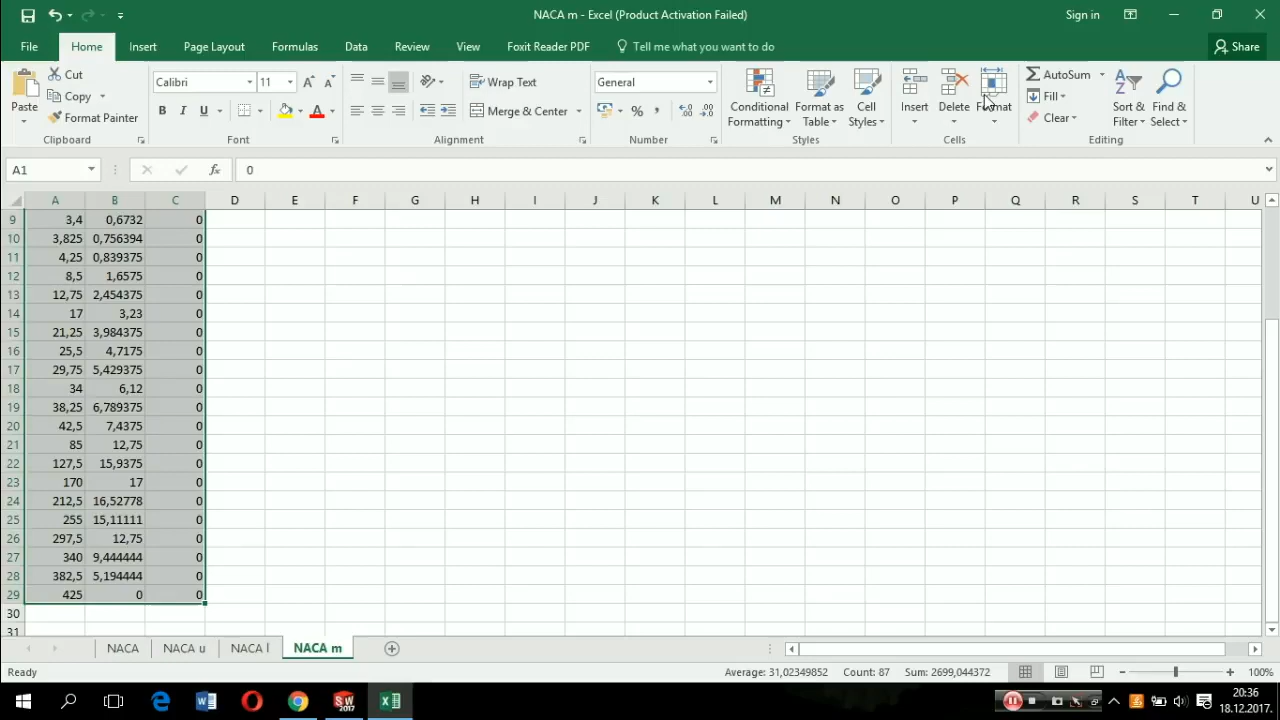 NACA m - Excel (Product Activation Failed)
Sign in
File Home Insert Page Layout Formulas Data Review View Foxit Reader PDF Tell me what you want to do Share
Paste Cut Copy Format Painter Clipboard
Calibri 11 B I U A A A Font
Wrap Text Merge & Center Alignment
General % , Number
Conditional Formatting Format as Table Cell Styles Styles
Insert Delete Format Cells
AutoSum Fill Clear Sort & Filter Find & Select Editing
A1 fx 0
A B C D E F G H I J K L M N O P Q R S T U
9 3,4 0,6732 0
10 3,825 0,756394 0
11 4,25 0,839375 0
12 8,5 1,6575 0
13 12,75 2,454375 0
14 17 3,23 0
15 21,25 3,984375 0
16 25,5 4,7175 0
17 29,75 5,429375 0
18 34 6,12 0
19 38,25 6,789375 0
20 42,5 7,4375 0
21 85 12,75 0
22 127,5 15,9375 0
23 170 17 0
24 212,5 16,52778 0
25 255 15,11111 0
26 297,5 12,75 0
27 340 9,444444 0
28 382,5 5,194444 0
29 425 0 0
30
31
NACA NACA u NACA l NACA m
Ready Average: 31,02349852 Count: 87 Sum: 2699,044372 100%
20:36
18.12.2017.